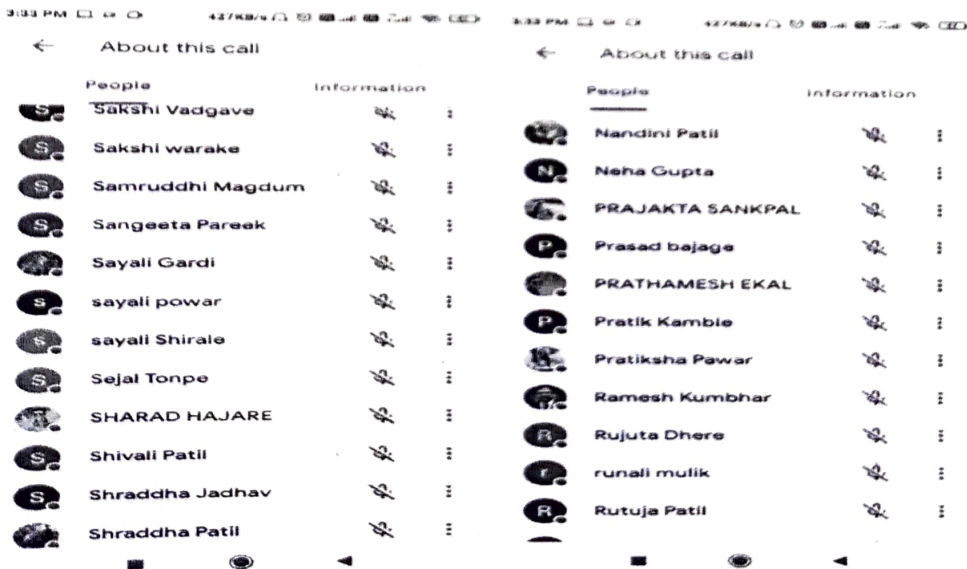 3:33 PM
427KB/s
About this call
People
Information
S
Sakshi Vadgave
S
Sakshi warake
S
Samruddhi Magdum
S
Sangeeta Pareek
Sayali Gardi
S
sayali powar
S
sayali Shirale
S
Sejal Tonpe
SHARAD HAJARE
S
Shivali Patil
S
Shraddha Jadhav
Shraddha Patil
3:33 PM
427KB/s
About this call
People
Information
Nandini Patil
N
Neha Gupta
PRAJAKTA SANKPAL
P
Prasad bajage
PRATHAMESH EKAL
P
Pratik Kamble
Pratiksha Pawar
Ramesh Kumbhar
R
Rujuta Dhere
r
runali mulik
R
Rutuja Patil